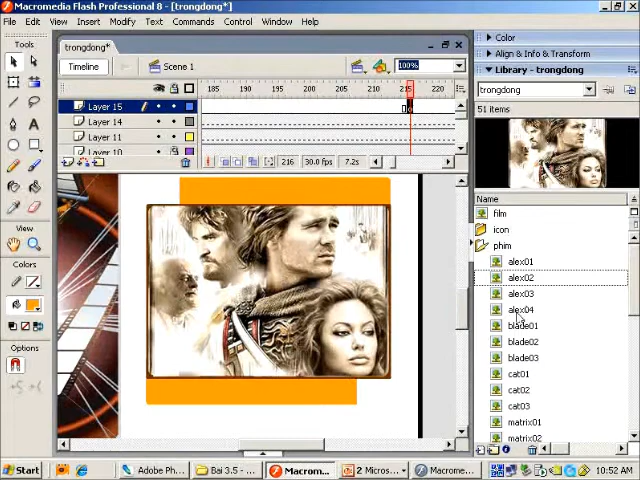 Macromedia Flash Professional 8 - [trongdong*]
File Edit View Insert Modify Text Commands Control Window Help
Tools
View
Colors
Options
trongdong*
Timeline
Scene 1
100%
185 190 195 200 205 210 215 220
Layer 15
Layer 14
Layer 11
Layer 10
216 30.0 fps 7.2s
Color
Align & Info & Transform
Library - trongdong
trongdong
51 items
Name
film
icon
phim
alex01
alex02
alex03
alex04
blade01
blade02
blade03
cat01
cat02
cat03
matrix01
matrix02
Start
Adobe Ph...
Bai 3.5 - ...
Macrom...
2 Micros...
Macrome...
10:52 AM